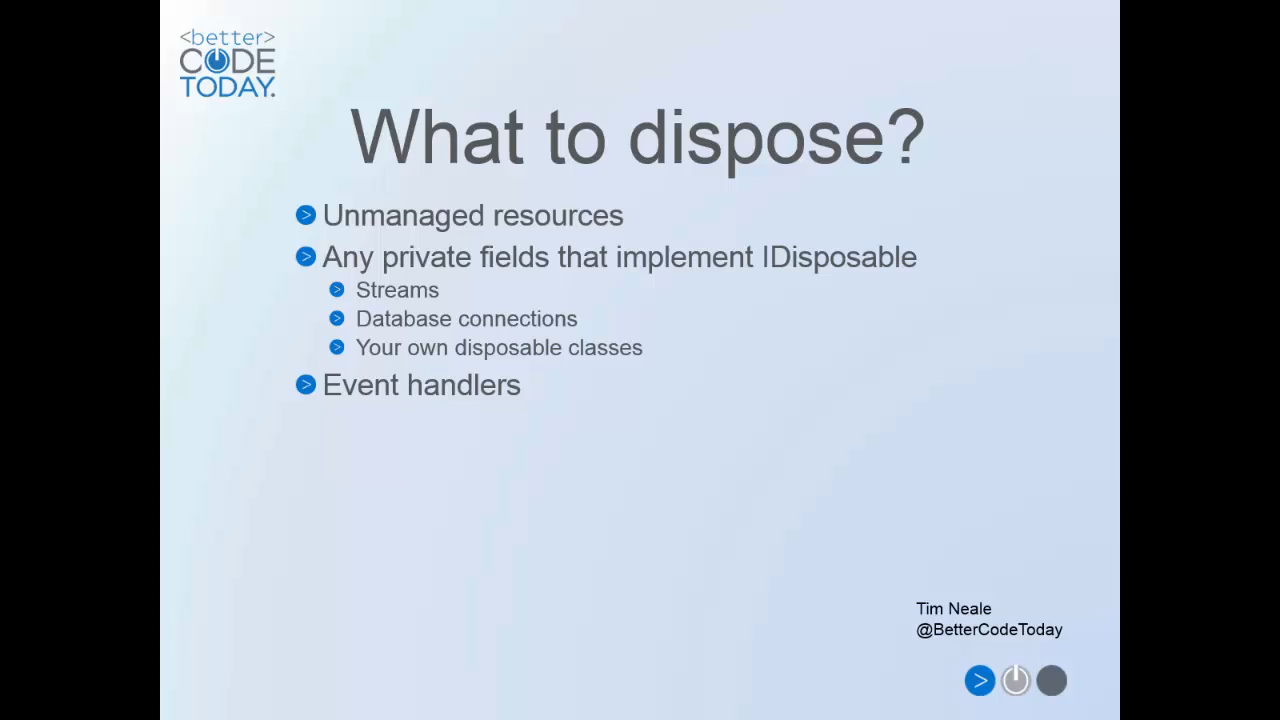 <better>
CODE
TODAY.
What to dispose?
Unmanaged resources
Any private fields that implement IDisposable
Streams
Database connections
Your own disposable classes
Event handlers
Tim Neale
@BetterCodeToday